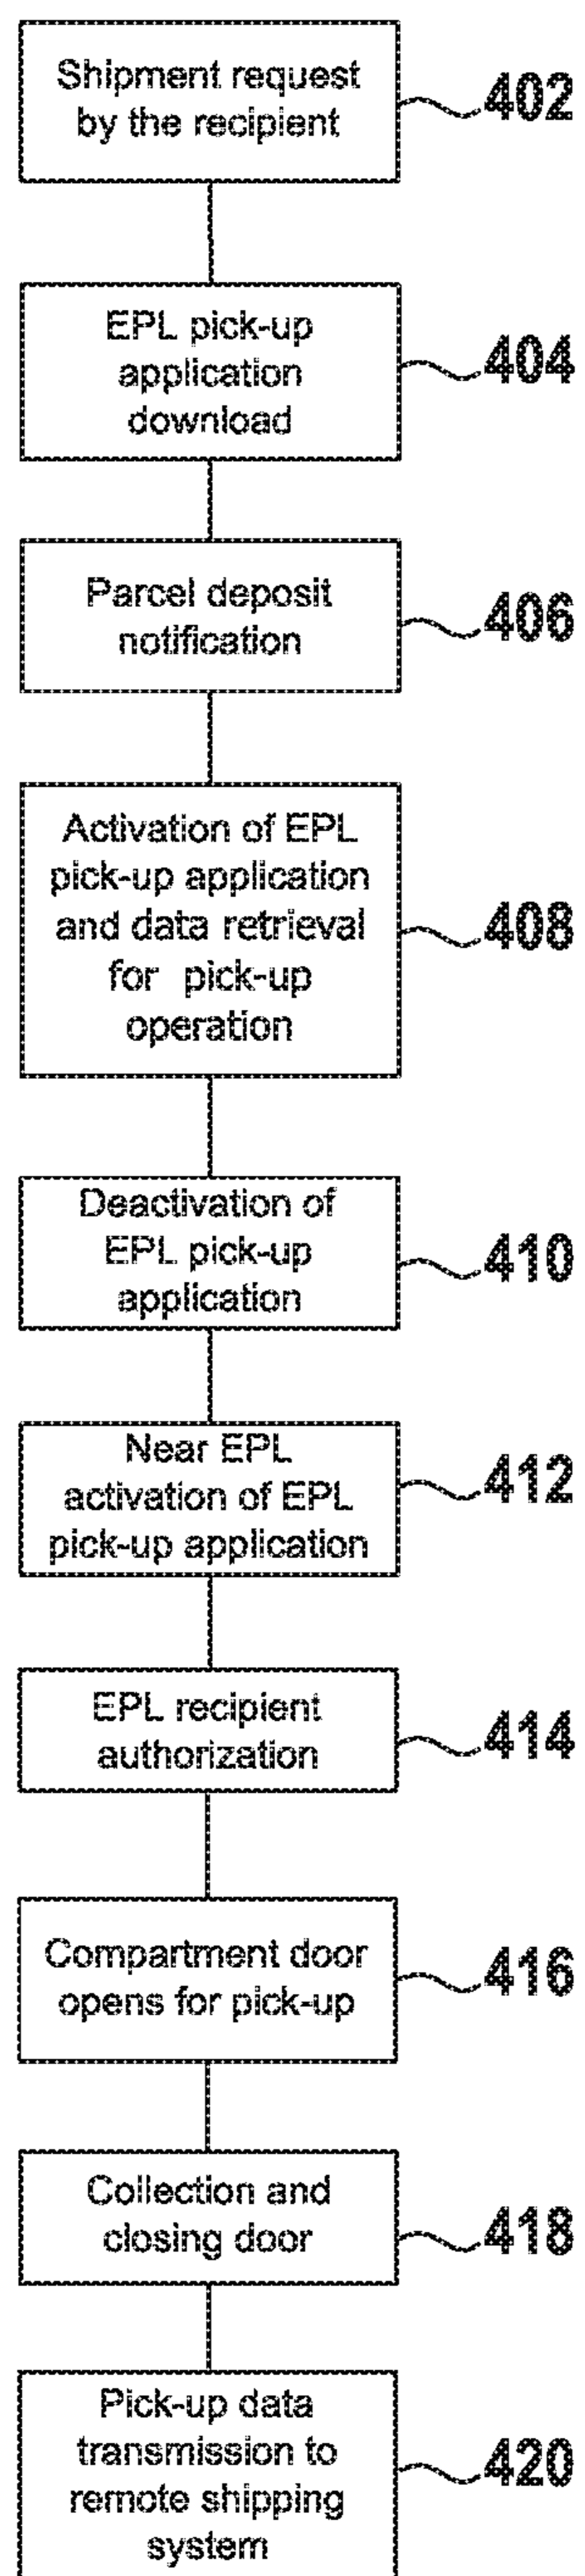 Shipment request
by the recipient
402
EPL pick-up
application
download
404
Parcel deposit
notification
406
Activation of EPL
pick-up application
and data retrieval
for pick-up
operation
408
Deactivation of
EPL pick-up
application
410
Near EPL
activation of EPL
pick-up application
412
EPL recipient
authorization
414
Compartment door
opens for pick-up
416
Collection and
closing door
418
Pick-up data
transmission to
remote shipping
system
420